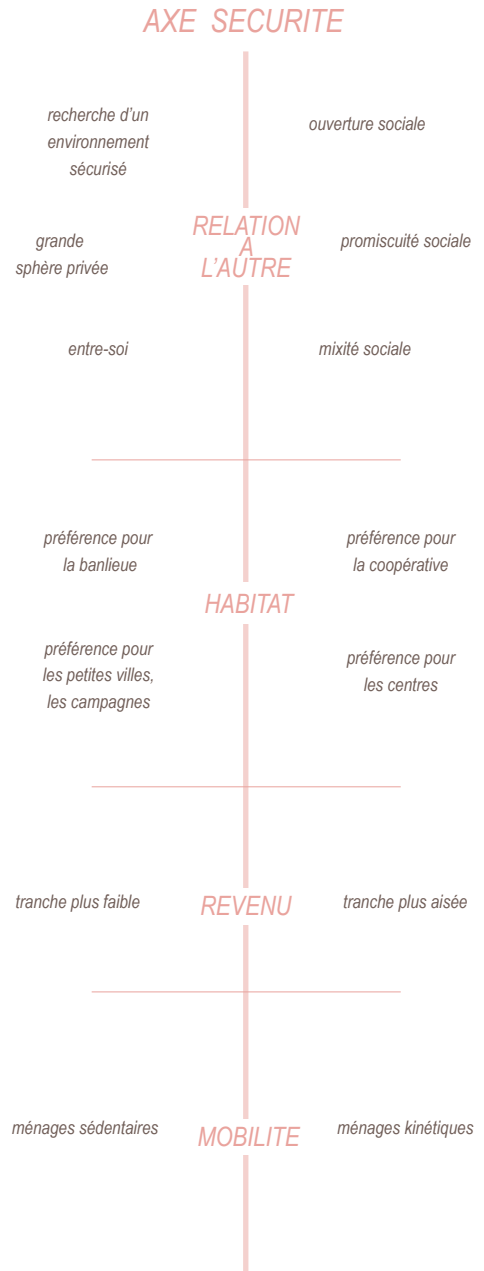 AXE SECURITE
recherche d'un
environnement
sécurisé
ouverture sociale
grande
sphère privée
RELATION
A
L'AUTRE
promiscuité sociale
entre-soi
mixité sociale
préférence pour
la banlieue
préférence pour
la coopérative
HABITAT
préférence pour
les petites villes,
les campagnes
préférence pour
les centres
tranche plus faible
REVENU
tranche plus aisée
ménages sédentaires
MOBILITE
ménages kinétiques